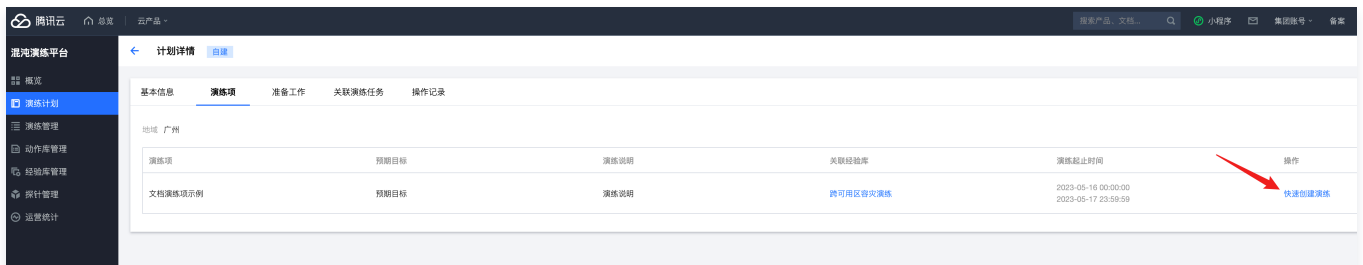 腾讯云 总览 云产品 搜索产品、文档... 小程序 集团账号 备案
混沌演练平台
概览
演练计划
演练管理
动作库管理
经验库管理
探针管理
运营统计
计划详情 自建
基本信息 演练项 准备工作 关联演练任务 操作记录
地域 广州
演练项 预期目标 演练说明 关联经验库 演练起止时间 操作
文档演练项示例 预期目标 演练说明 跨可用区容灾演练 2023-05-16 00:00:00 快速创建演练
2023-05-17 23:59:59